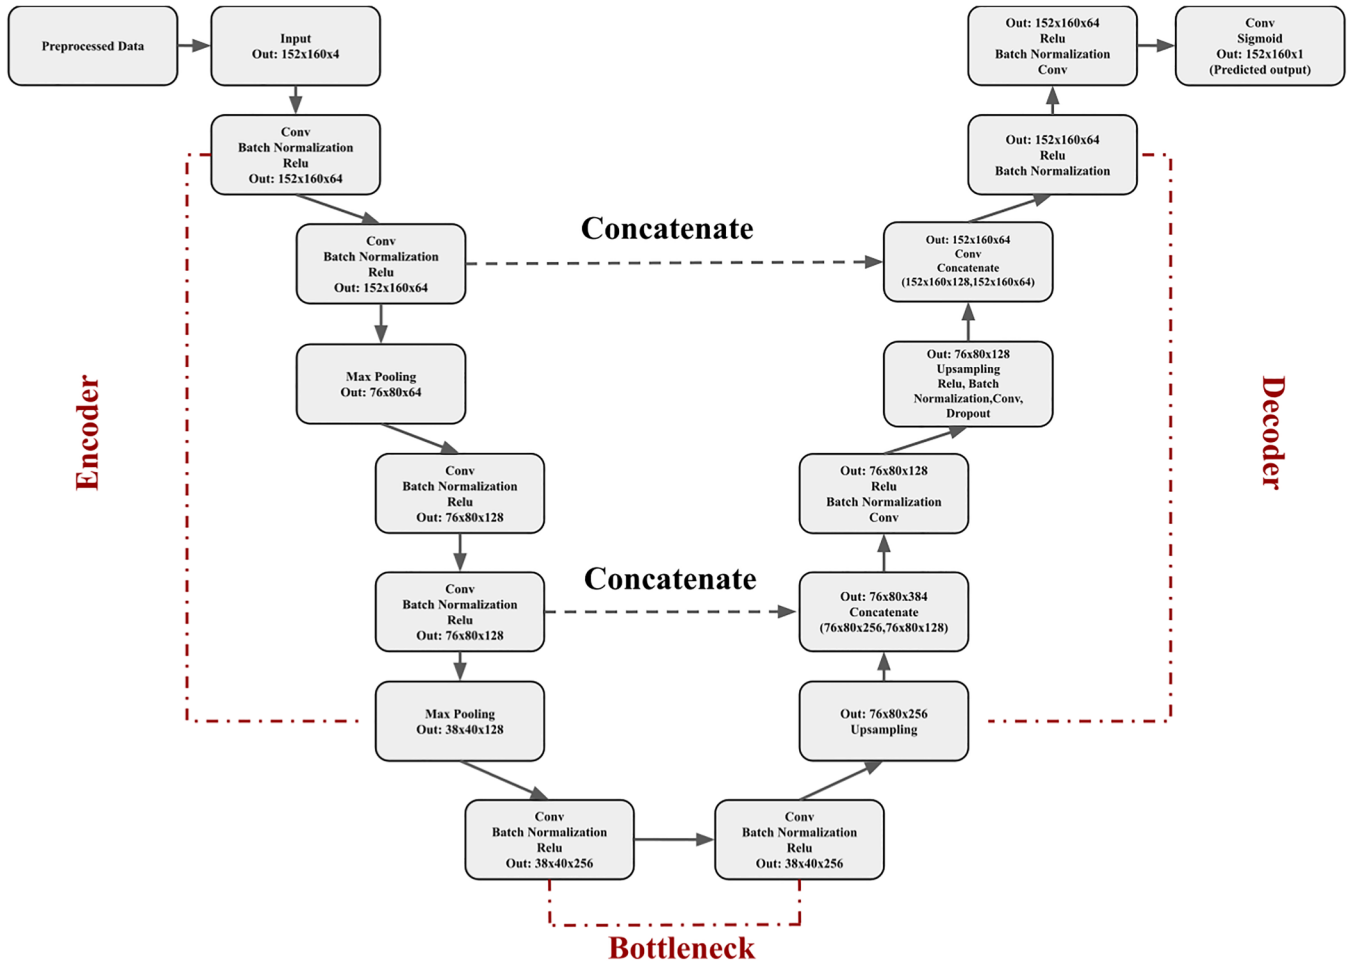 Preprocessed Data
Input
Out: 152x160x4
Conv
Batch Normalization
Relu
Out: 152x160x64
Conv
Batch Normalization
Relu
Out: 152x160x64
Max Pooling
Out: 76x80x64
Conv
Batch Normalization
Relu
Out: 76x80x128
Conv
Batch Normalization
Relu
Out: 76x80x128
Max Pooling
Out: 38x40x128
Encoder
Conv
Batch Normalization
Relu
Out: 38x40x256
Conv
Batch Normalization
Relu
Out: 38x40x256
Bottleneck
Concatenate
Concatenate
Out: 76x80x256
Upsampling
Out: 76x80x384
Concatenate
(76x80x256,76x80x128)
Out: 76x80x128
Relu
Batch Normalization
Conv
Out: 76x80x128
Upsampling
Relu, Batch
Normalization,Conv,
Dropout
Out: 152x160x64
Conv
Concatenate
(152x160x128,152x160x64)
Out: 152x160x64
Relu
Batch Normalization
Out: 152x160x64
Relu
Batch Normalization
Conv
Conv
Sigmoid
Out: 152x160x1
(Predicted output)
Decoder